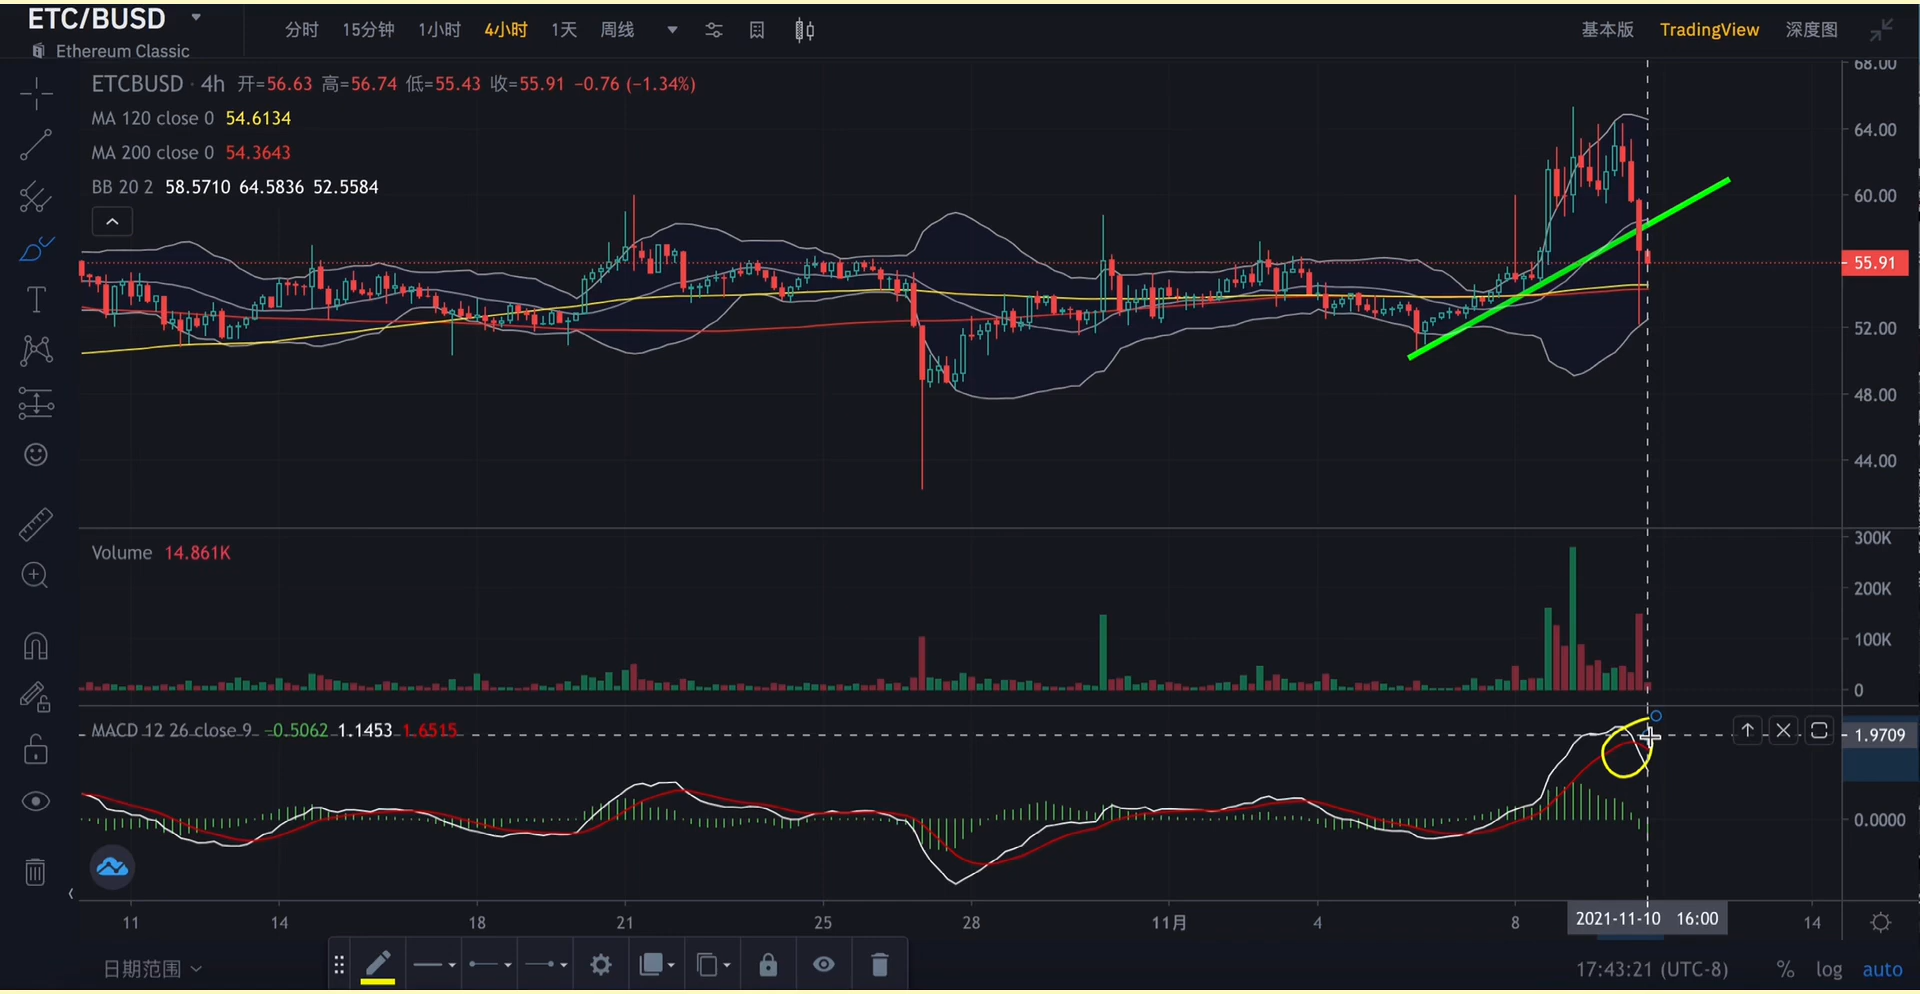 ETC/BUSD
Ethereum Classic
分时 15分钟 1小时 4小时 1天 周线
基本版 TradingView 深度图
ETCBUSD · 4h 开=56.63 高=56.74 低=55.43 收=55.91 −0.76 (−1.34%)
MA 120 close 0 54.6134
MA 200 close 0 54.3643
BB 20 2 58.5710 64.5836 52.5584
68.00
64.00
60.00
55.91
52.00
48.00
44.00
Volume 14.861K
300K
200K
100K
0
MACD 12 26 close 9 −0.5062 1.1453 1.6515
1.9709
0.0000
11 14 18 21 25 28 11月 4 8 2021-11-10 16:00 14
日期范围
17:43:21 (UTC-8) % log auto